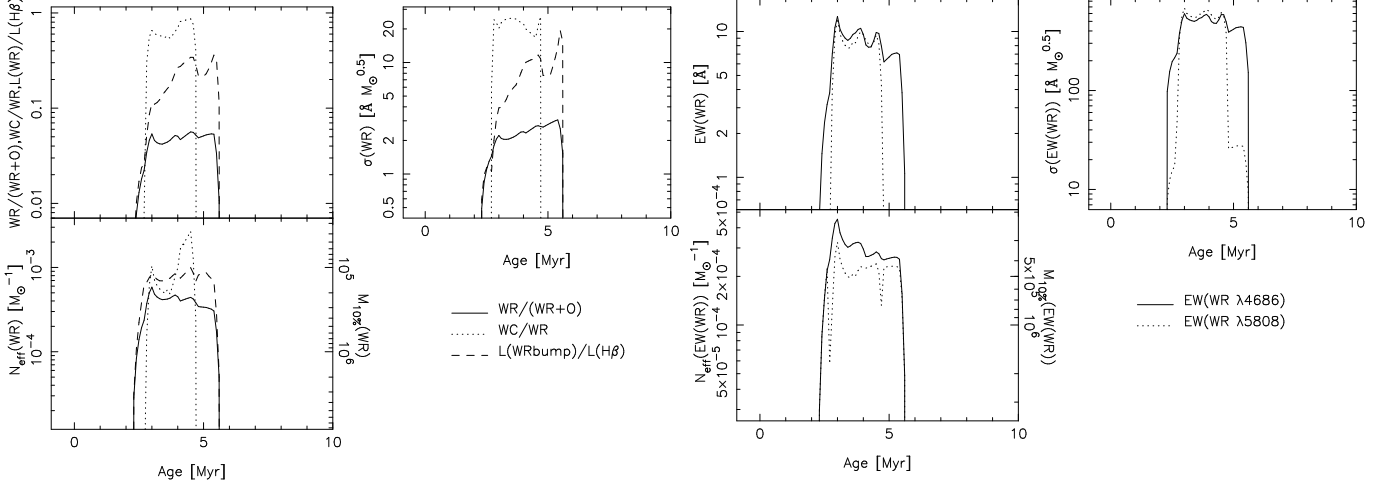 WR/(WR+O),WC/WR,L(WR)/L(Hβ)
1
0.1
0.01
N_eff(WR) [M_⊙^−1]
10^−3
10^−4
10^5
10^6
M_10%(WR)
0 5 10
Age [Myr]
σ(WR) [Å M_⊙^0.5]
20
10
5
2
1
0.5
0 5 10
Age [Myr]
WR/(WR+O)
WC/WR
L(WRbump)/L(Hβ)
EW(WR) [Å]
10
5
2
1
N_eff(EW(WR)) [M_⊙^−1]
5×10^−4
2×10^−4
10^−4
5×10^−5
5×10^5
10^6
M_10%(EW(WR))
0 5 10
Age [Myr]
σ(EW(WR)) [Å M_⊙^0.5]
100
10
0 5 10
Age [Myr]
EW(WR λ4686)
EW(WR λ5808)